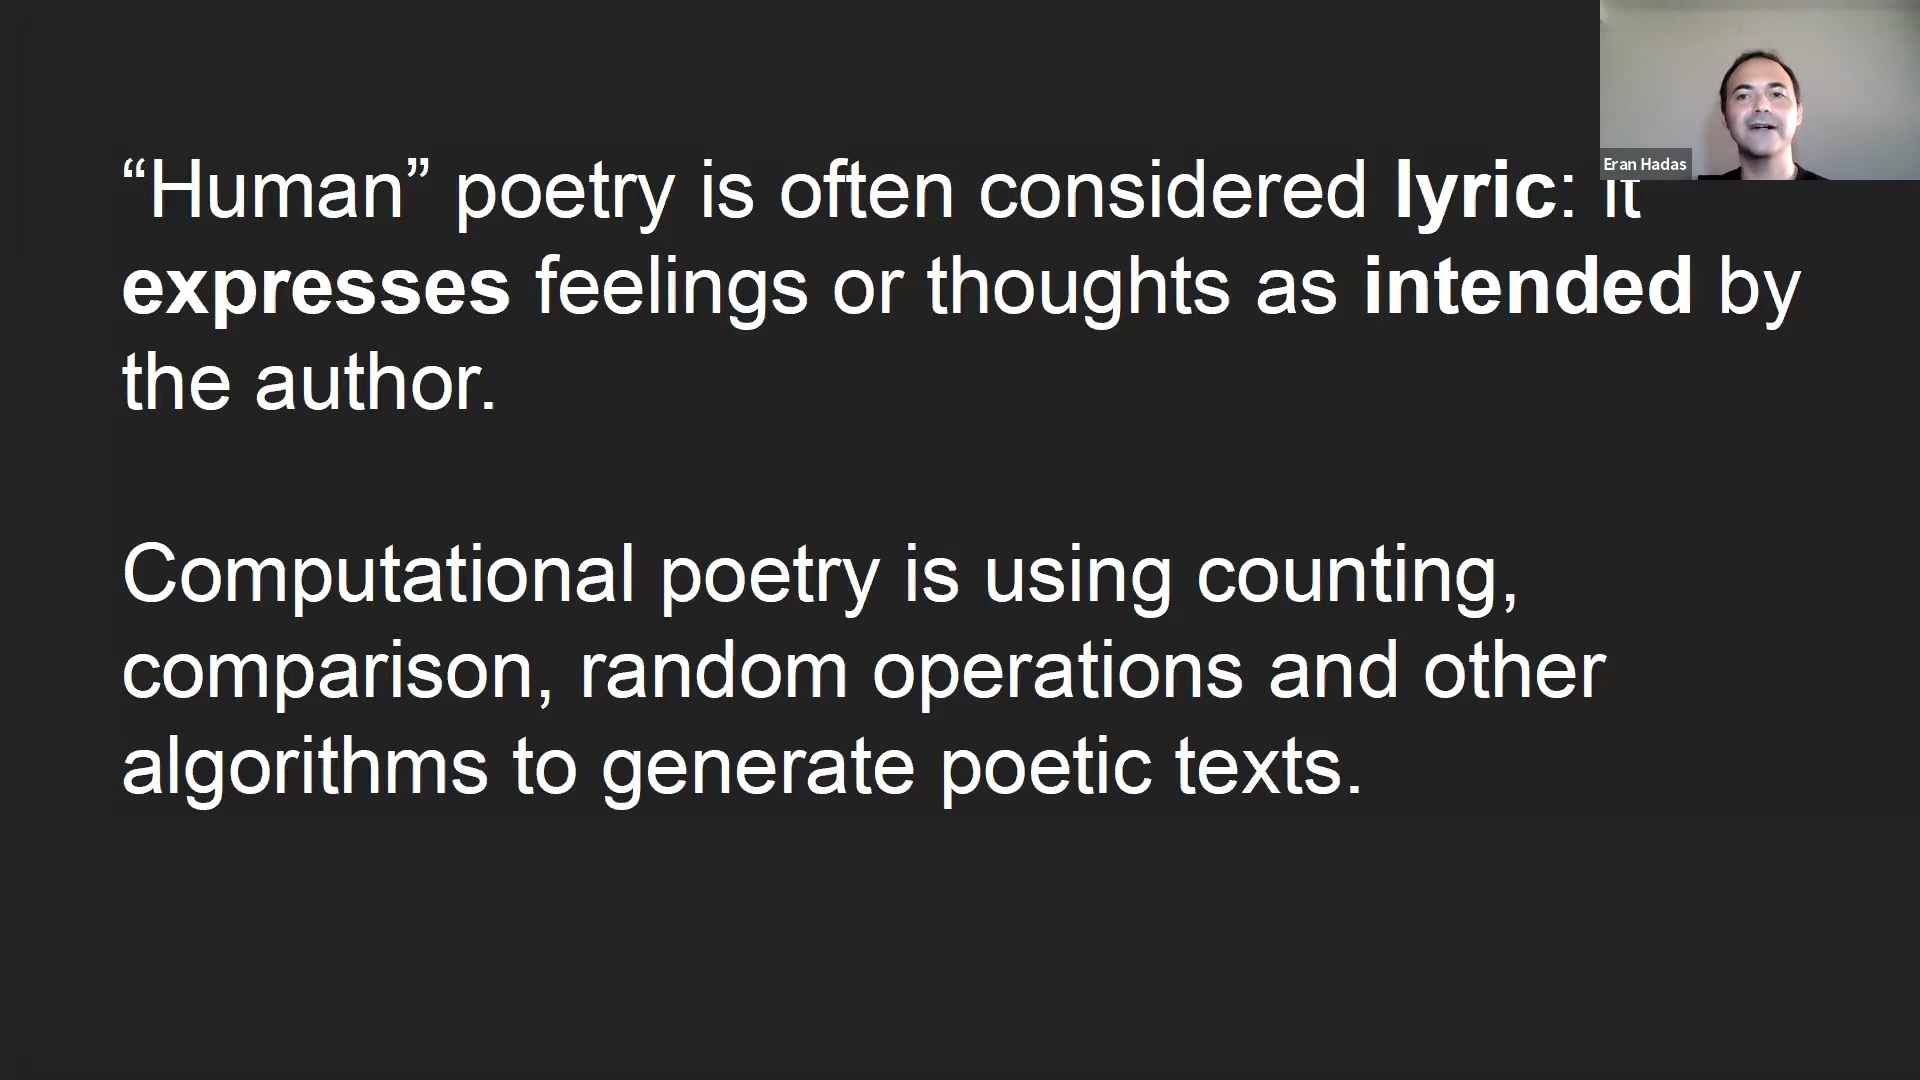 “Human” poetry is often considered lyric: it
expresses feelings or thoughts as intended by
the author.
Computational poetry is using counting,
comparison, random operations and other
algorithms to generate poetic texts.
Eran Hadas